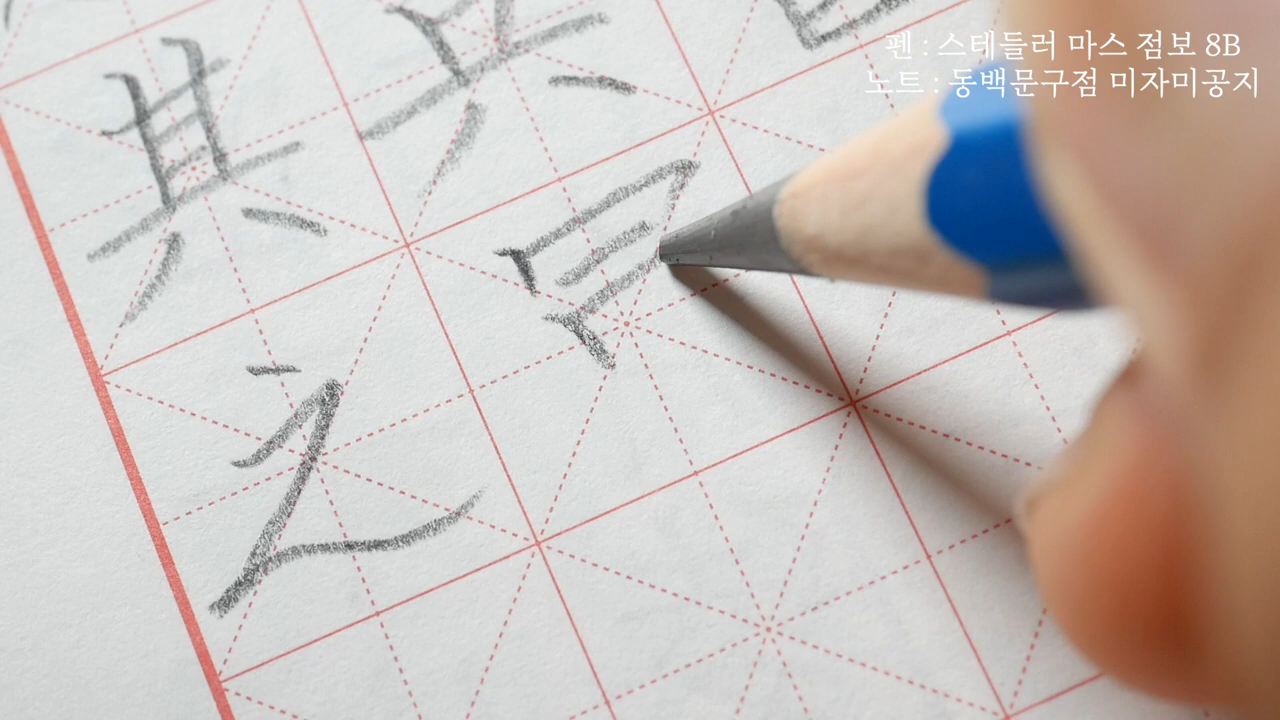 펜 : 스테들러 마스 점보 8B
노트 : 동백문구점 미자미공지
其
之